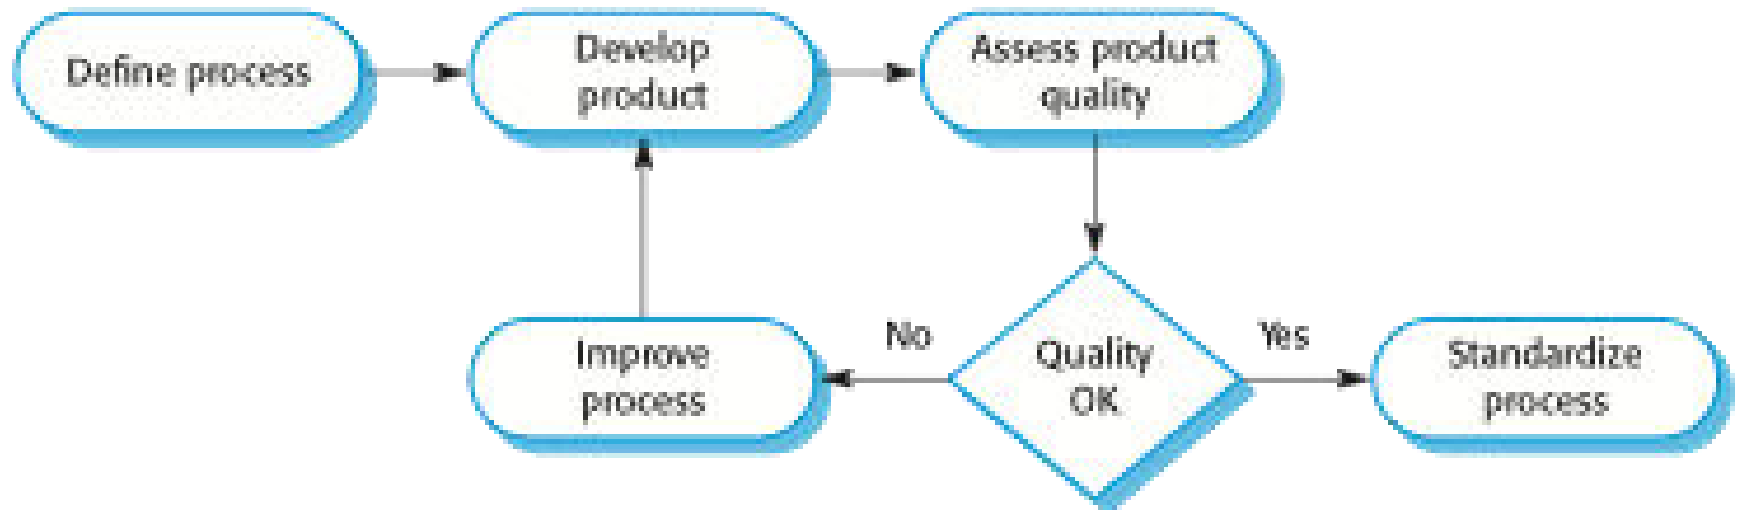 Define process
Develop
product
Assess product
quality
Improve
process
No
Quality
OK
Yes
Standardize
process